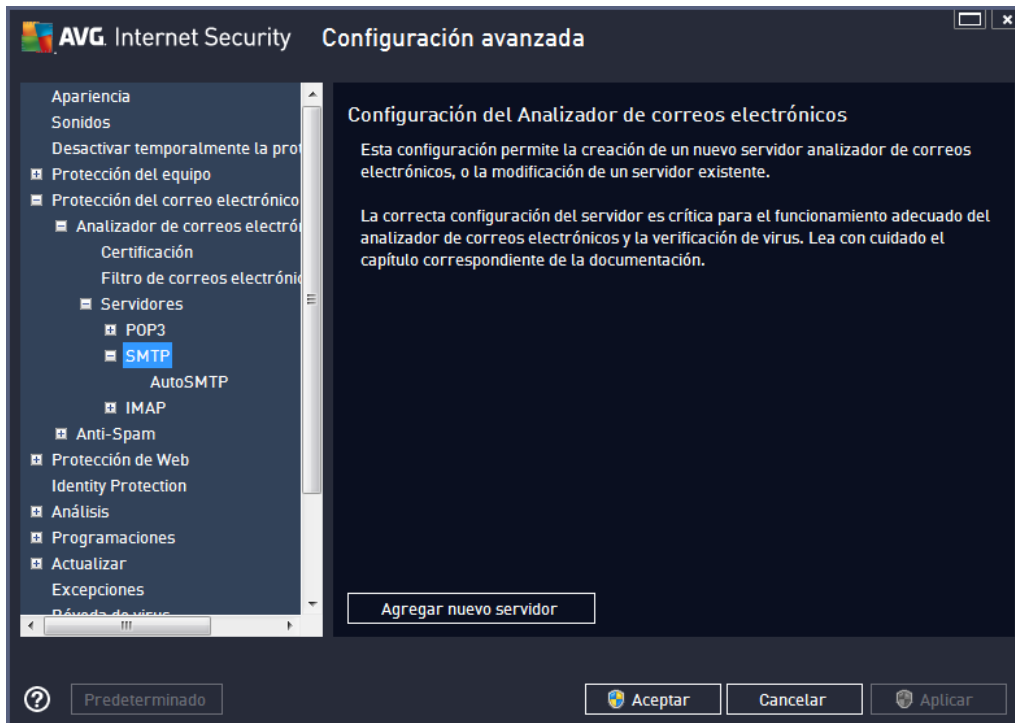 AVG. Internet Security Configuración avanzada
Apariencia
Sonidos
Desactivar temporalmente la prot
Protección del equipo
Protección del correo electrónico
Analizador de correos electrón
Certificación
Filtro de correos electrónic
Servidores
POP3
SMTP
AutoSMTP
IMAP
Anti-Spam
Protección de Web
Identity Protection
Análisis
Programaciones
Actualizar
Excepciones
Bóveda de virus
Configuración del Analizador de correos electrónicos
Esta configuración permite la creación de un nuevo servidor analizador de correos
electrónicos, o la modificación de un servidor existente.
La correcta configuración del servidor es crítica para el funcionamiento adecuado del
analizador de correos electrónicos y la verificación de virus. Lea con cuidado el
capítulo correspondiente de la documentación.
Agregar nuevo servidor
Predeterminado
Aceptar
Cancelar
Aplicar